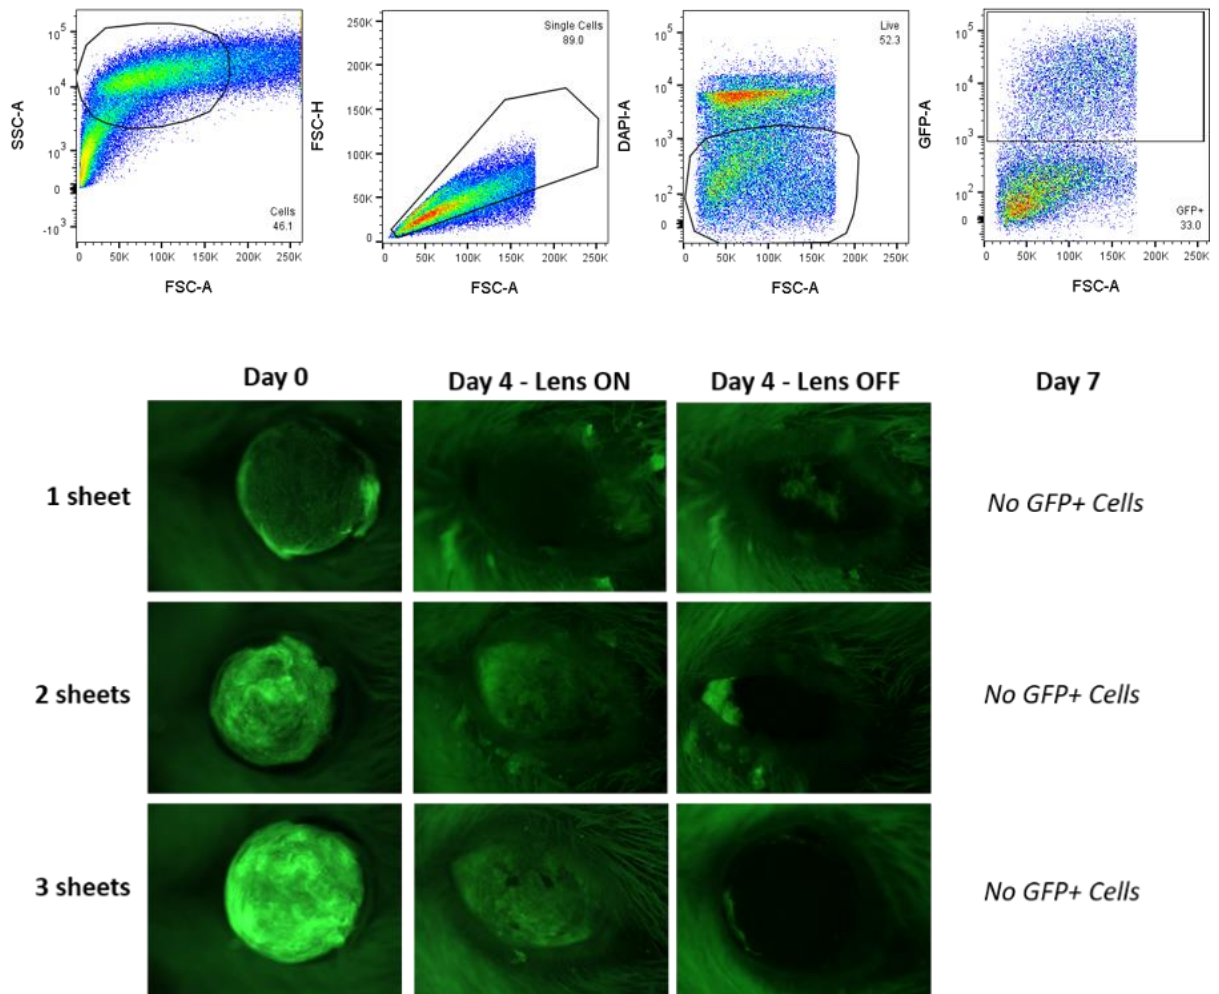 SSC-A
10^5
10^4
10^3
0
-10^3
Cells
46.1
0 50K 100K 150K 200K 250K
FSC-A
FSC-H
250K
200K
150K
100K
50K
0
Single Cells
89.0
0 50K 100K 150K 200K 250K
FSC-A
DAPI-A
10^5
10^4
10^3
10^2
0
Live
52.3
0 50K 100K 150K 200K 250K
FSC-A
GFP-A
10^5
10^4
10^3
10^2
0
GFP+
33.0
0 50K 100K 150K 200K 250K
FSC-A
Day 0 Day 4 - Lens ON Day 4 - Lens OFF Day 7
1 sheet No GFP+ Cells
2 sheets No GFP+ Cells
3 sheets No GFP+ Cells